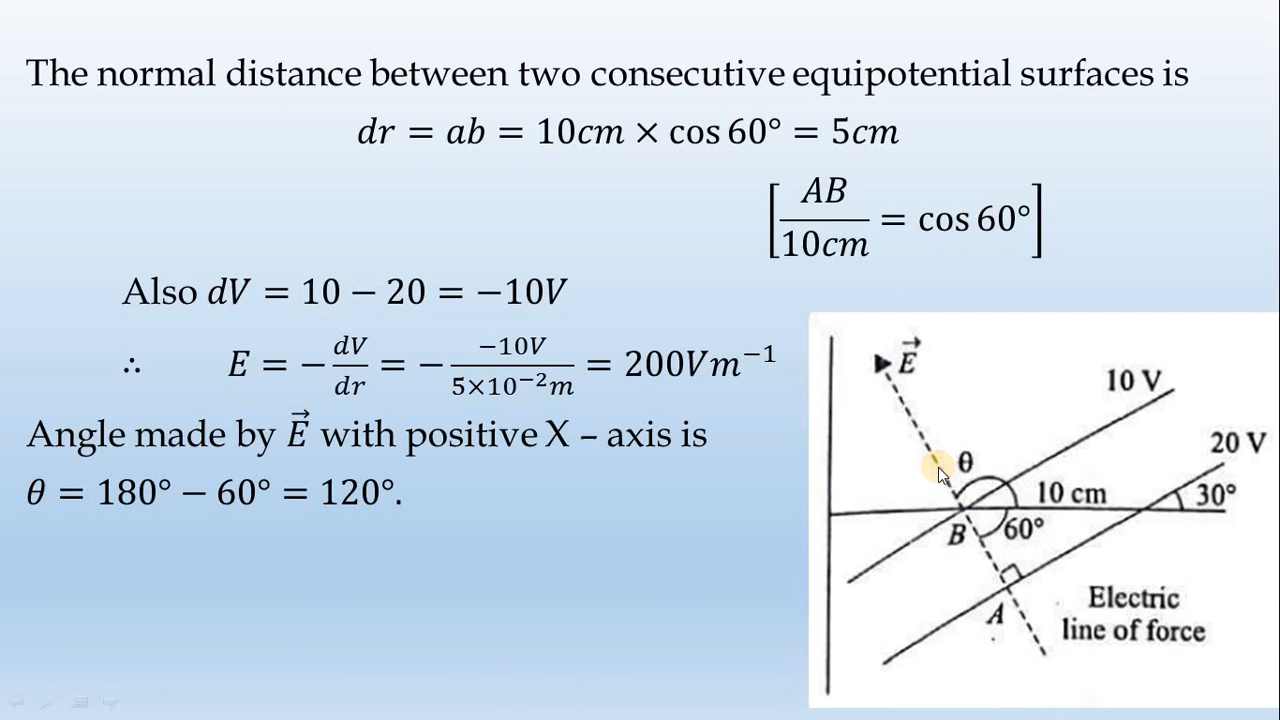 The normal distance between two consecutive equipotential surfaces is
dr = ab = 10cm × cos 60° = 5cm
[AB/10cm = cos 60°]
Also dV = 10 − 20 = −10V
∴ E = −dV/dr = −(−10V)/(5×10⁻²m) = 200Vm⁻¹
Angle made by E⃗ with positive X – axis is
θ = 180° − 60° = 120°.
E⃗
10 V
20 V
θ
10 cm
30°
B
60°
A
Electric
line of force